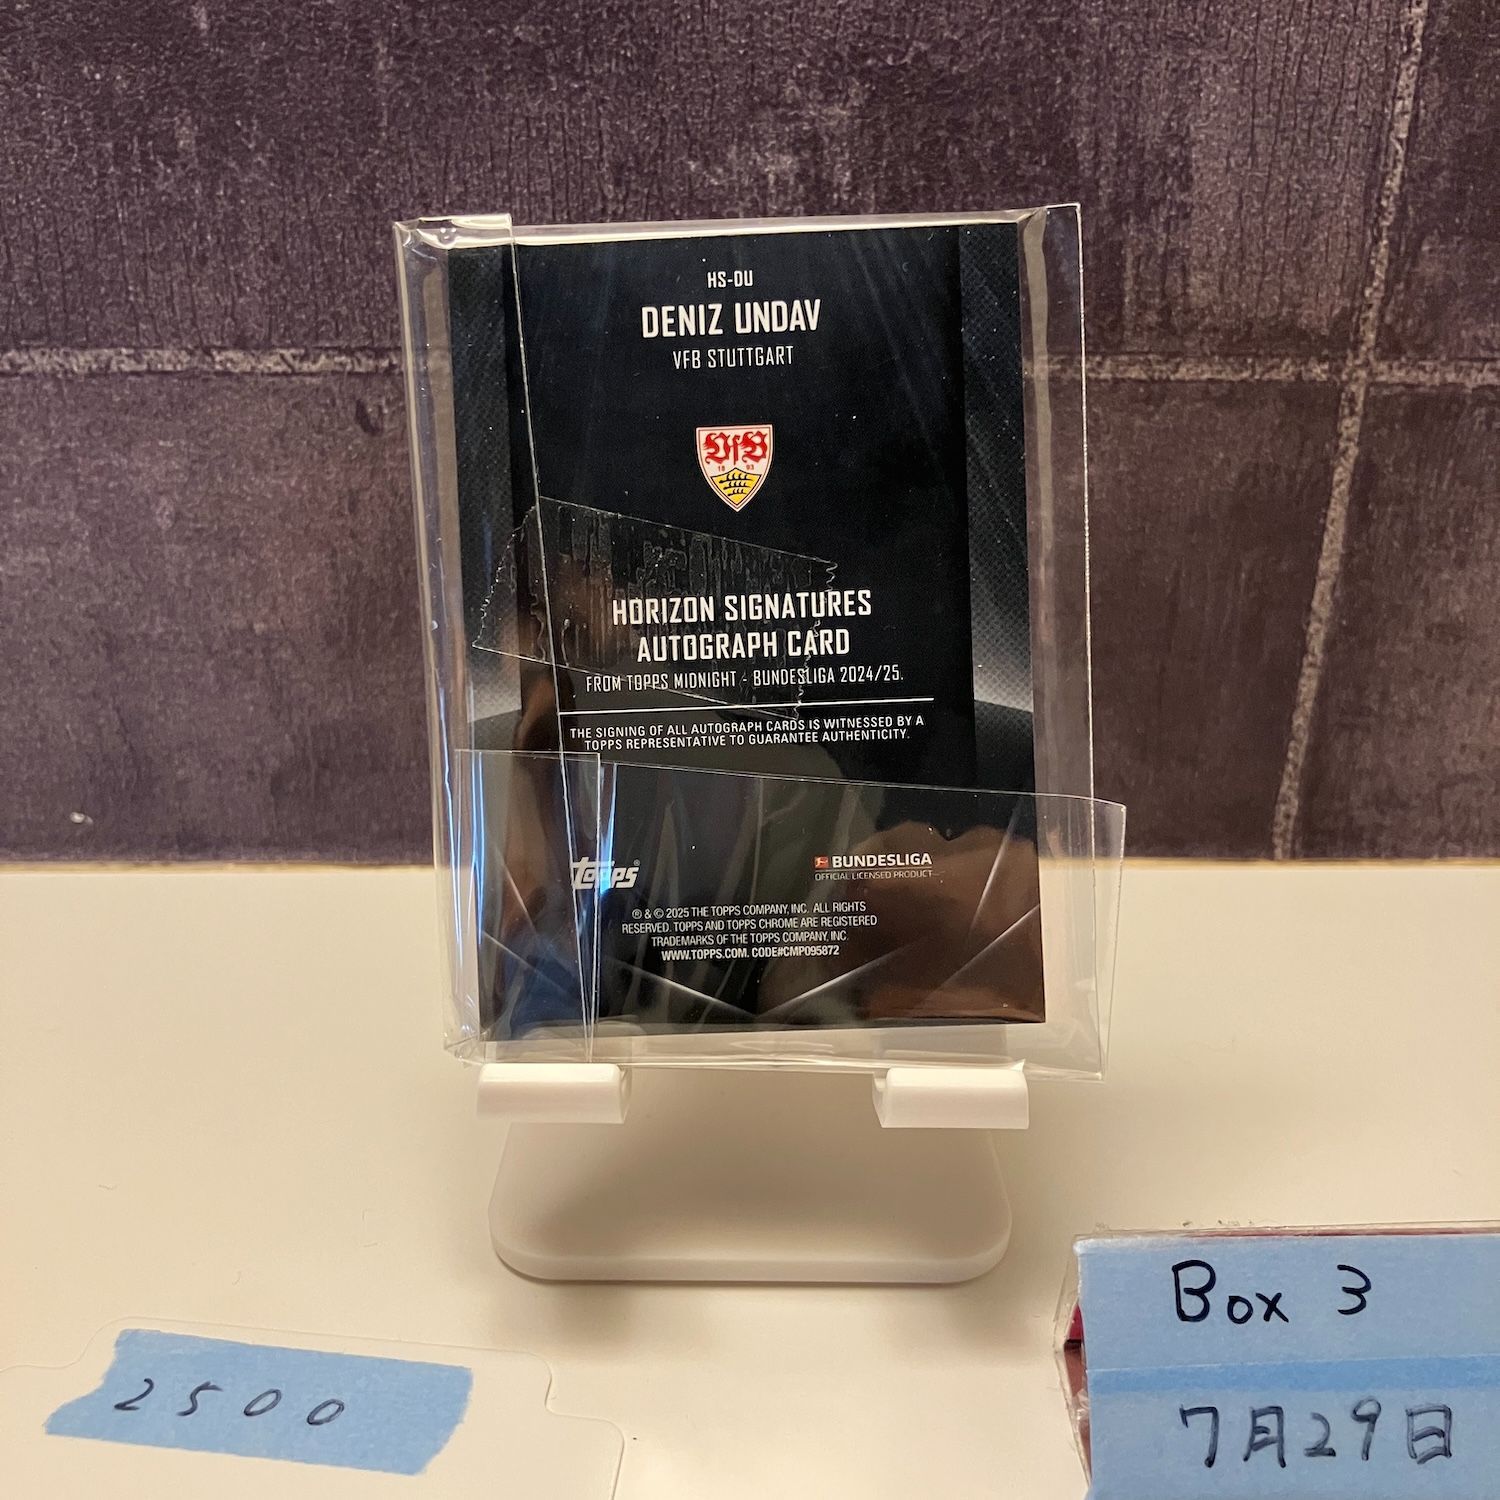 HS-DU
DENIZ UNDAV
VFB STUTTGART
VfB
18 93
HORIZON SIGNATURES
AUTOGRAPH CARD
FROM TOPPS MIDNIGHT - BUNDESLIGA 2024/25.
THE SIGNING OF ALL AUTOGRAPH CARDS IS WITNESSED BY A
TOPPS REPRESENTATIVE TO GUARANTEE AUTHENTICITY.
topps®
BUNDESLIGA
OFFICIAL LICENSED PRODUCT
® & © 2025 THE TOPPS COMPANY, INC. ALL RIGHTS
RESERVED. TOPPS AND TOPPS CHROME ARE REGISTERED
TRADEMARKS OF THE TOPPS COMPANY, INC.
WWW.TOPPS.COM. CODE#CMP095872
Box 3
7月29日
2500